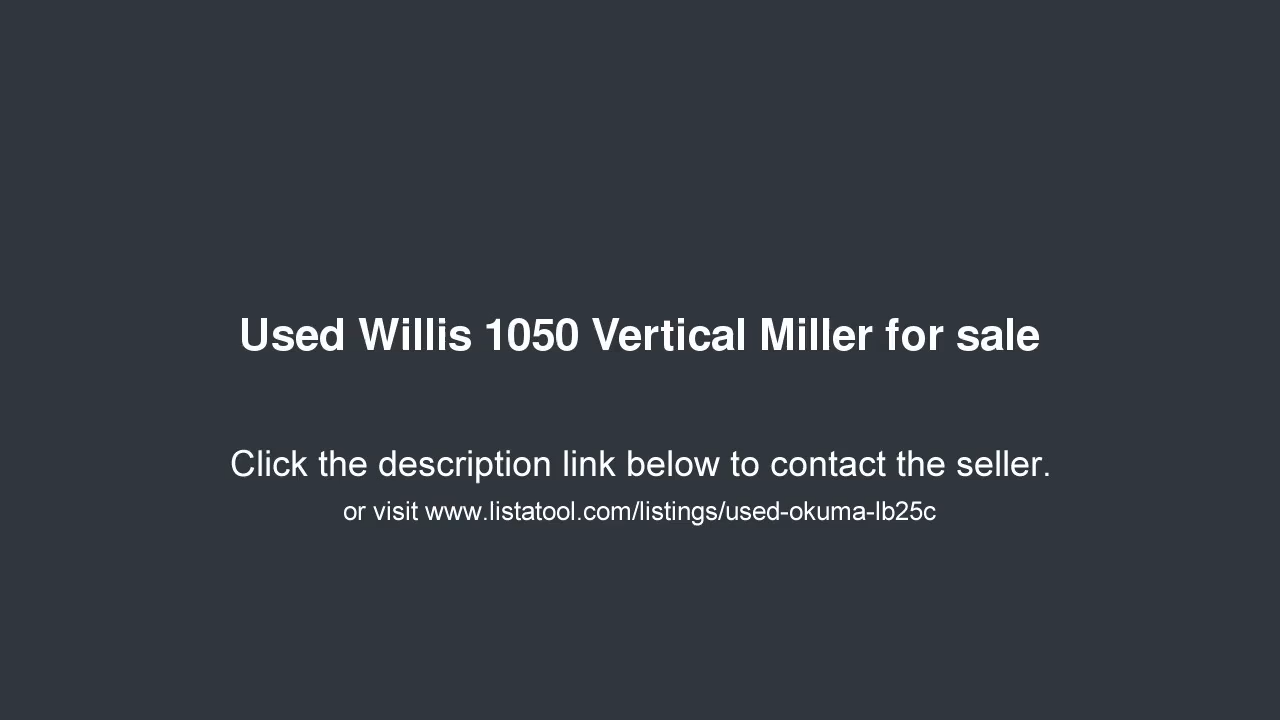 Used Willis 1050 Vertical Miller for sale
Click the description link below to contact the seller.
or visit www.listatool.com/listings/used-okuma-lb25c